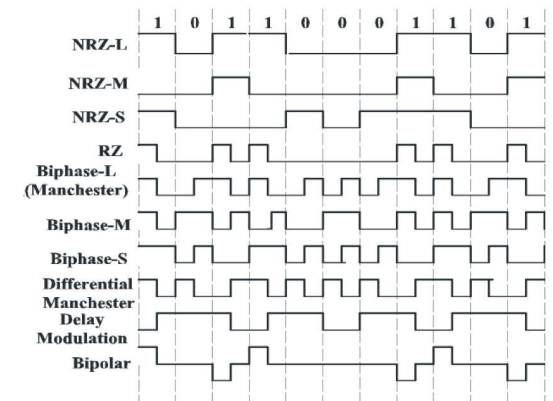 1 0 1 1 0 0 0 1 1 0 1
NRZ-L
NRZ-M
NRZ-S
RZ
Biphase-L
(Manchester)
Biphase-M
Biphase-S
Differential
Manchester
Delay
Modulation
Bipolar